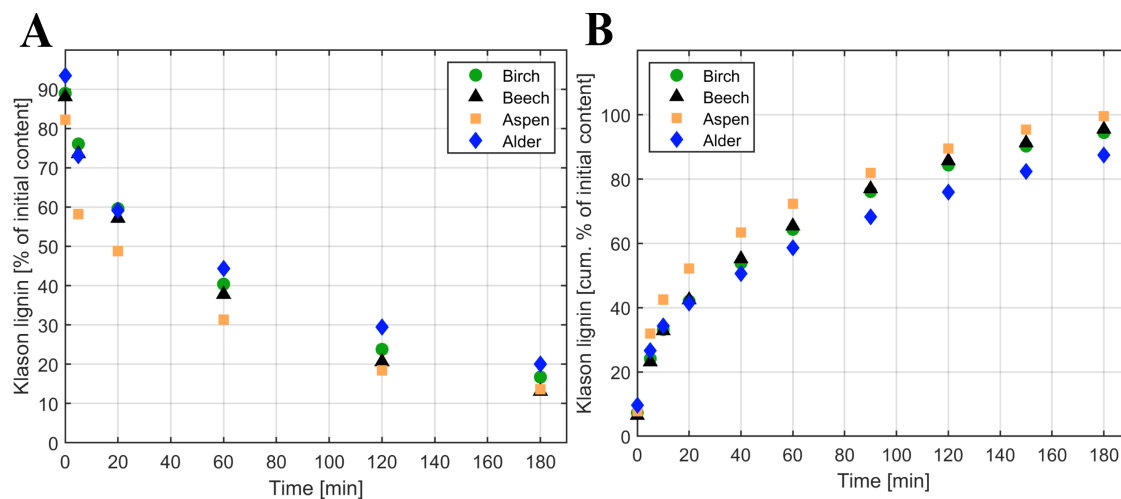 A
Klason lignin [% of initial content]
90
80
70
60
50
40
30
20
10
0
0 20 40 60 80 100 120 140 160 180
Time [min]
Birch
Beech
Aspen
Alder
B
Klason lignin [cum. % of initial content]
100
80
60
40
20
0
0 20 40 60 80 100 120 140 160 180
Time [min]
Birch
Beech
Aspen
Alder